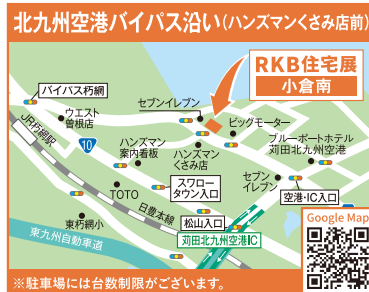 北九州空港バイパス沿い(ハンズマンくさみ店前)
RKB住宅展
小倉南
バイパス朽網
セブンイレブン
ウエスト
曽根店
ビッグモーター
JR朽網駅
10
ハンズマン
案内看板
ハンズマン
くさみ店
ブルーポートホテル
苅田北九州空港
スワロー
タウン入口
セブン
イレブン
TOTO
空港・IC入口
日豊本線
松山入口
東朽網小
苅田北九州空港IC
東九州自動車道
Google Map
※駐車場には台数制限がございます。